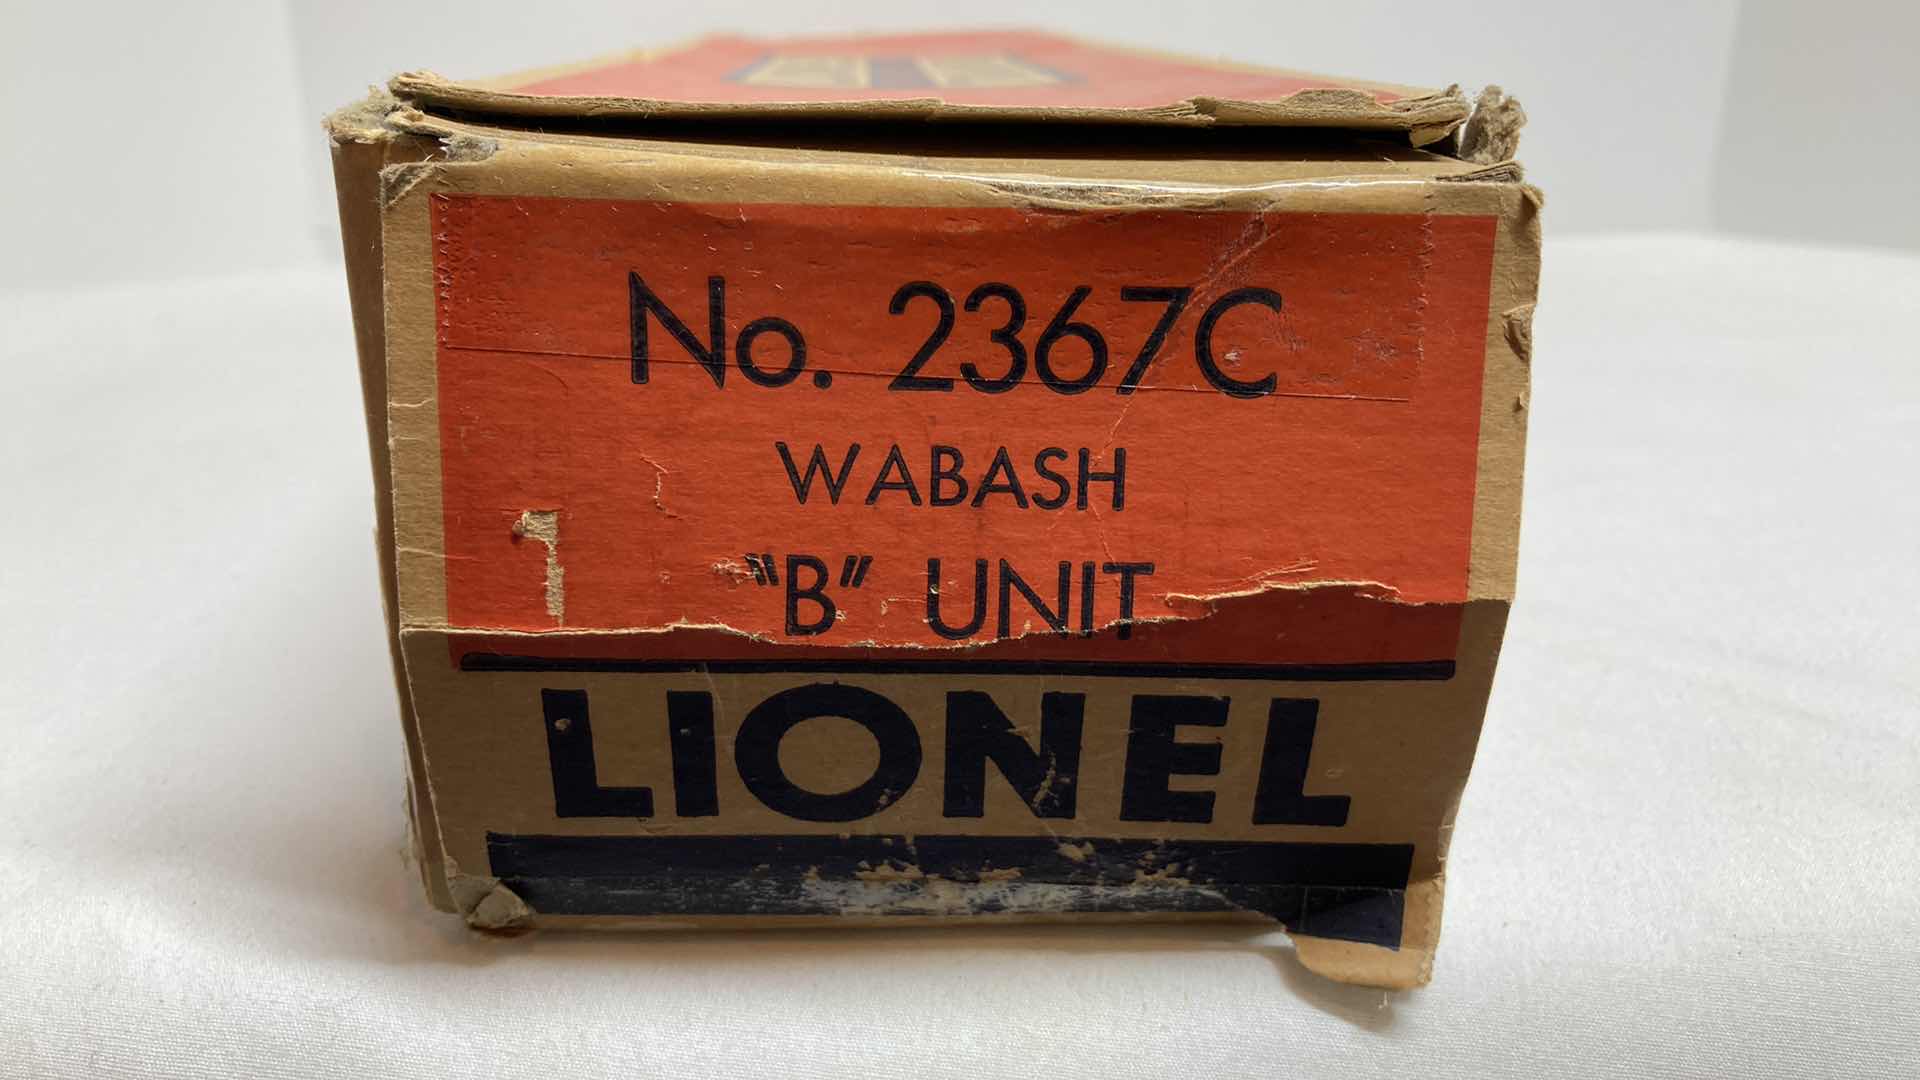 No. 2367C
WABASH
"B" UNIT
LIONEL